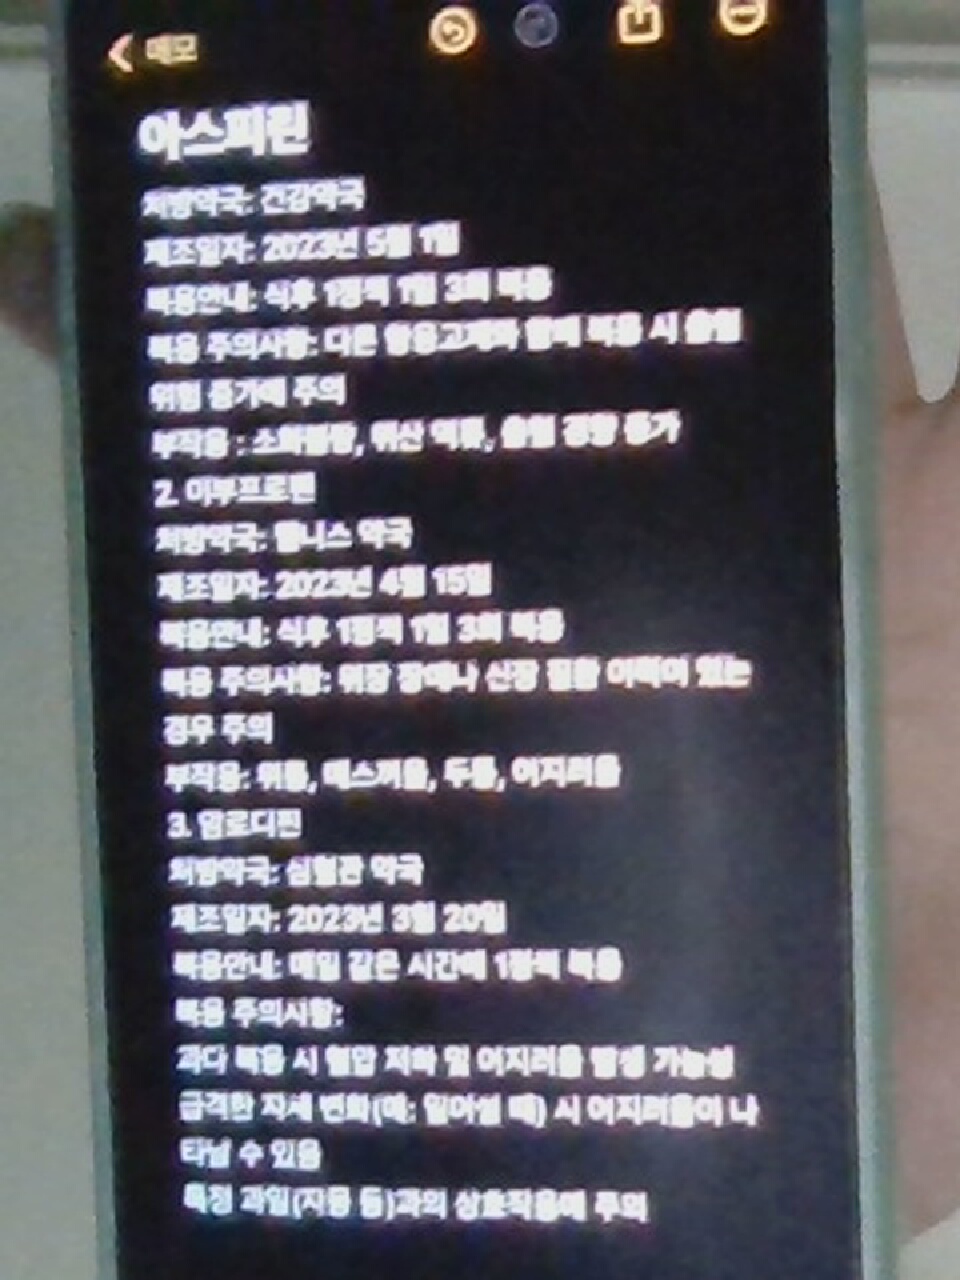 메모
아스피린
처방약국: 건강약국
제조일자: 2023년 5월 1일
복용안내: 식후 1정씩 1일 3회 복용
복용 주의사항: 다른 항응고제와 함께 복용 시 출혈
위험 증가에 주의
부작용 : 소화불량, 위산 역류, 출혈 경향 증가
2. 이부프로펜
처방약국: 웰니스 약국
제조일자: 2023년 4월 15일
복용안내: 식후 1정씩 1일 3회 복용
복용 주의사항: 위장 장애나 신장 질환 이력이 있는
경우 주의
부작용: 위통, 메스꺼움, 두통, 어지러움
3. 암로디핀
처방약국: 심혈관 약국
제조일자: 2023년 3월 20일
복용안내: 매일 같은 시간에 1정씩 복용
복용 주의사항:
과다 복용 시 혈압 저하 및 어지러움 발생 가능성
급격한 자세 변화(예: 일어설 때) 시 어지러움이 나
타날 수 있음
특정 과일(자몽 등)과의 상호작용에 주의